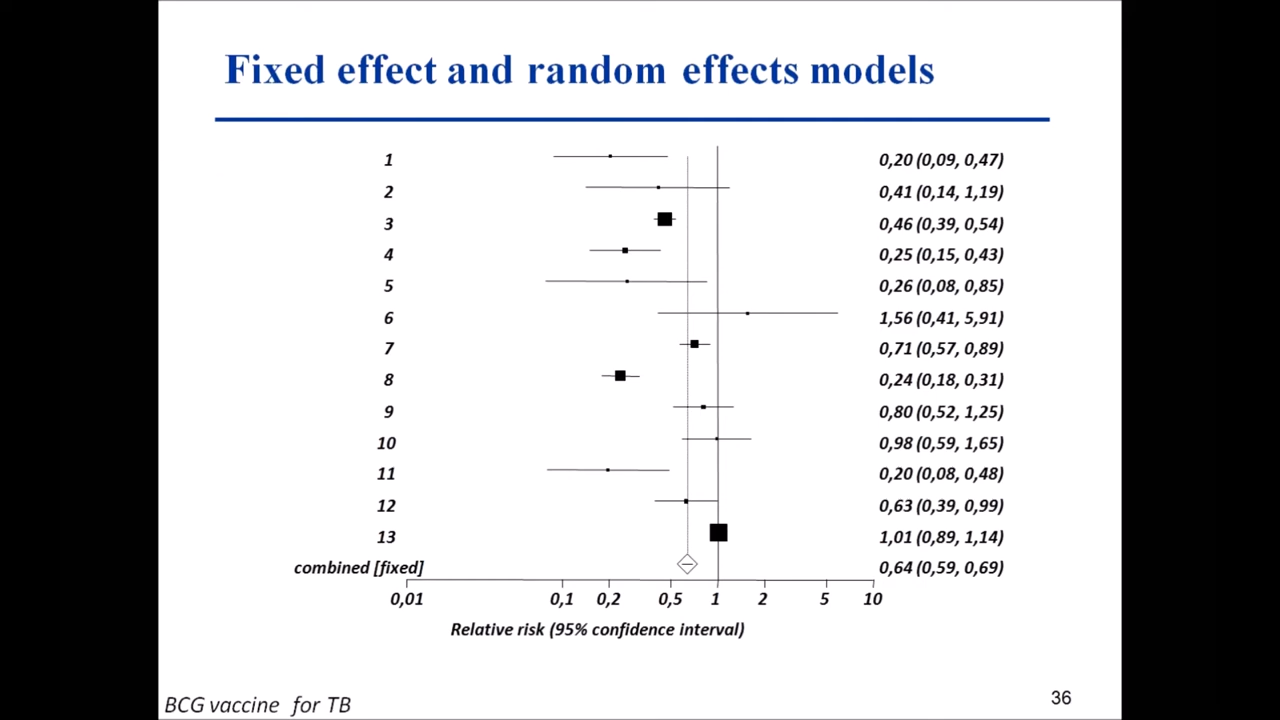 Fixed effect and random effects models
1 0,20 (0,09, 0,47)
2 0,41 (0,14, 1,19)
3 0,46 (0,39, 0,54)
4 0,25 (0,15, 0,43)
5 0,26 (0,08, 0,85)
6 1,56 (0,41, 5,91)
7 0,71 (0,57, 0,89)
8 0,24 (0,18, 0,31)
9 0,80 (0,52, 1,25)
10 0,98 (0,59, 1,65)
11 0,20 (0,08, 0,48)
12 0,63 (0,39, 0,99)
13 1,01 (0,89, 1,14)
combined [fixed] 0,64 (0,59, 0,69)
0,01 0,1 0,2 0,5 1 2 5 10
Relative risk (95% confidence interval)
BCG vaccine for TB
36